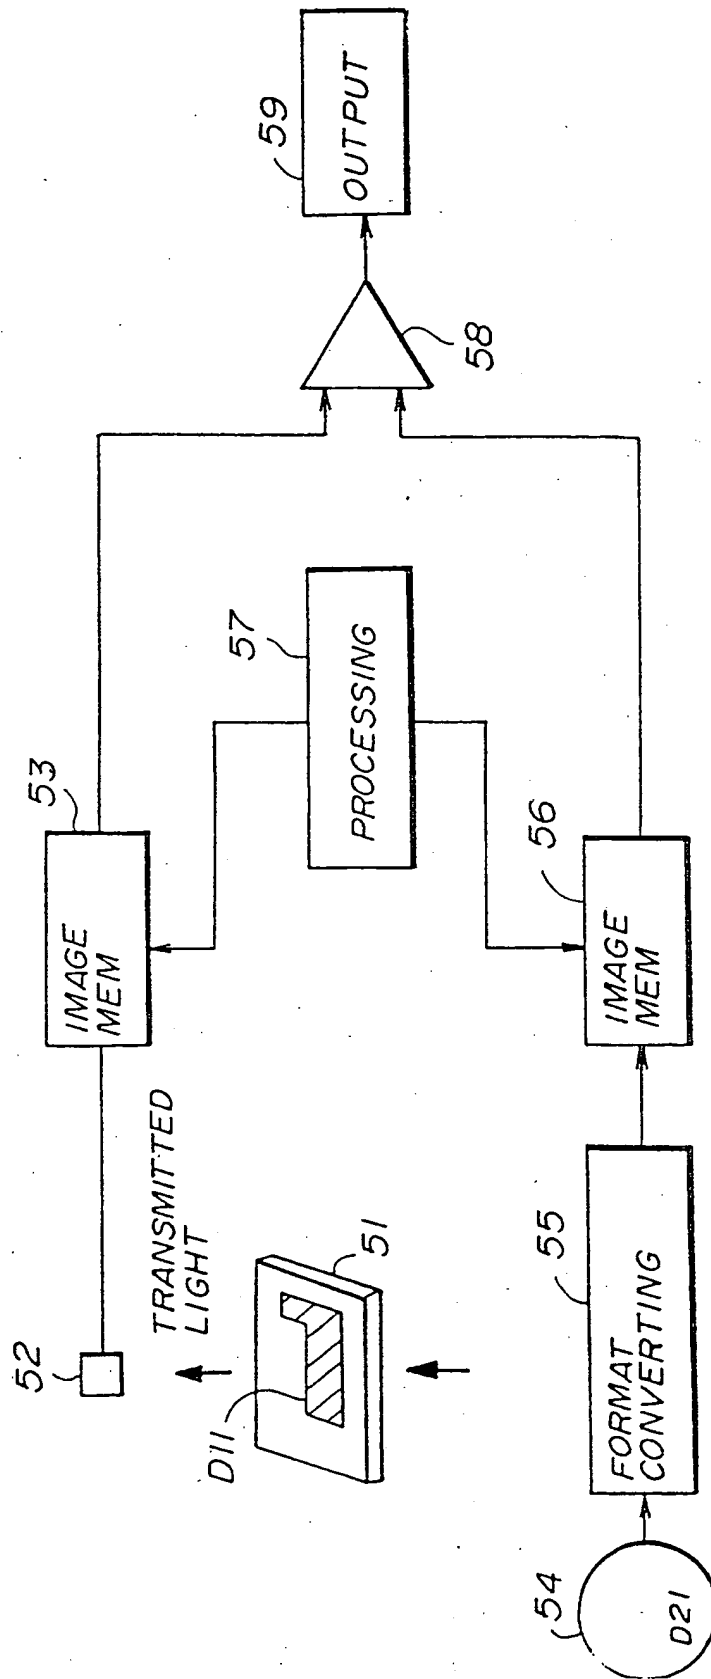 52
TRANSMITTED
LIGHT
D11
51
53
IMAGE
MEM
57
PROCESSING
58
59
OUTPUT
54
D21
55
FORMAT
CONVERTING
56
IMAGE
MEM